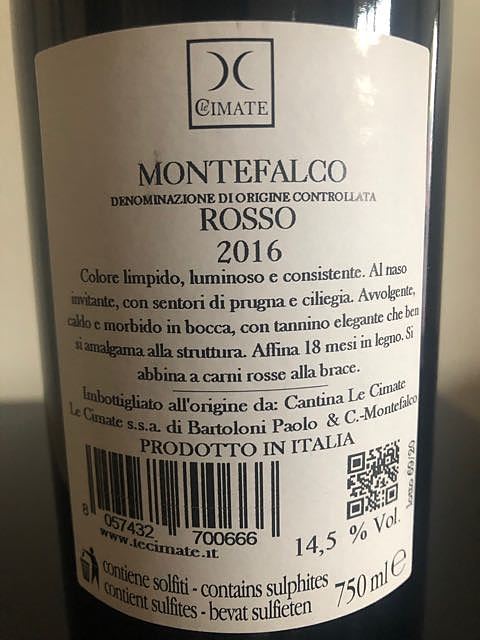 le CIMATE
MONTEFALCO
DENOMINAZIONE DI ORIGINE CONTROLLATA
ROSSO
2016
Colore limpido, luminoso e consistente. Al naso
invitante, con sentori di prugna e ciliegia. Avvolgente,
caldo e morbido in bocca, con tannino elegante che ben
si amalgama alla struttura. Affina 18 mesi in legno. Si
abbina a carni rosse alla brace.
Imbottigliato all'origine da: Cantina Le Cimate
Le Cimate s.s.a. di Bartoloni Paolo & C.-Montefalco
PRODOTTO IN ITALIA
8 057432 700666
www.lecimate.it
14,5 % Vol.
contiene solfiti - contains sulphites
contient sulfites - bevat sulfieten
750 ml e
69/20